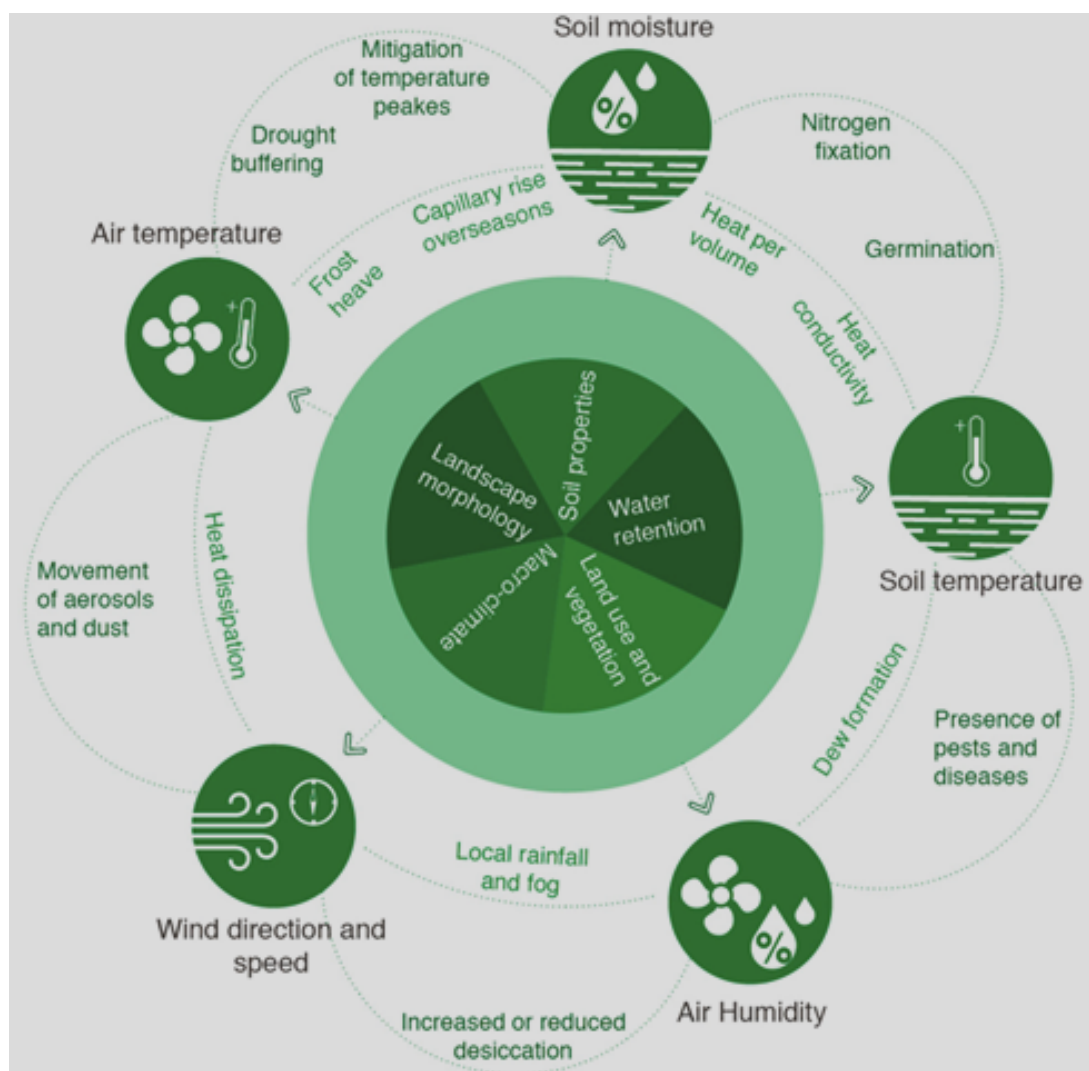 Soil moisture
Mitigation
of temperature
peakes
Drought
buffering
Nitrogen
fixation
Capillary rise
overseasons
Heat per
volume
Air temperature
Frost
heave
Germination
Heat
conductivity
Soil properties
Landscape
morphology
Water
retention
Macro-climate
Land use and
vegetation
Heat dissipation
Movement
of aerosols
and dust
Soil temperature
Dew formation
Presence of
pests and
diseases
Local rainfall
and fog
Wind direction and
speed
Air Humidity
Increased or reduced
desiccation
%
%
+
+